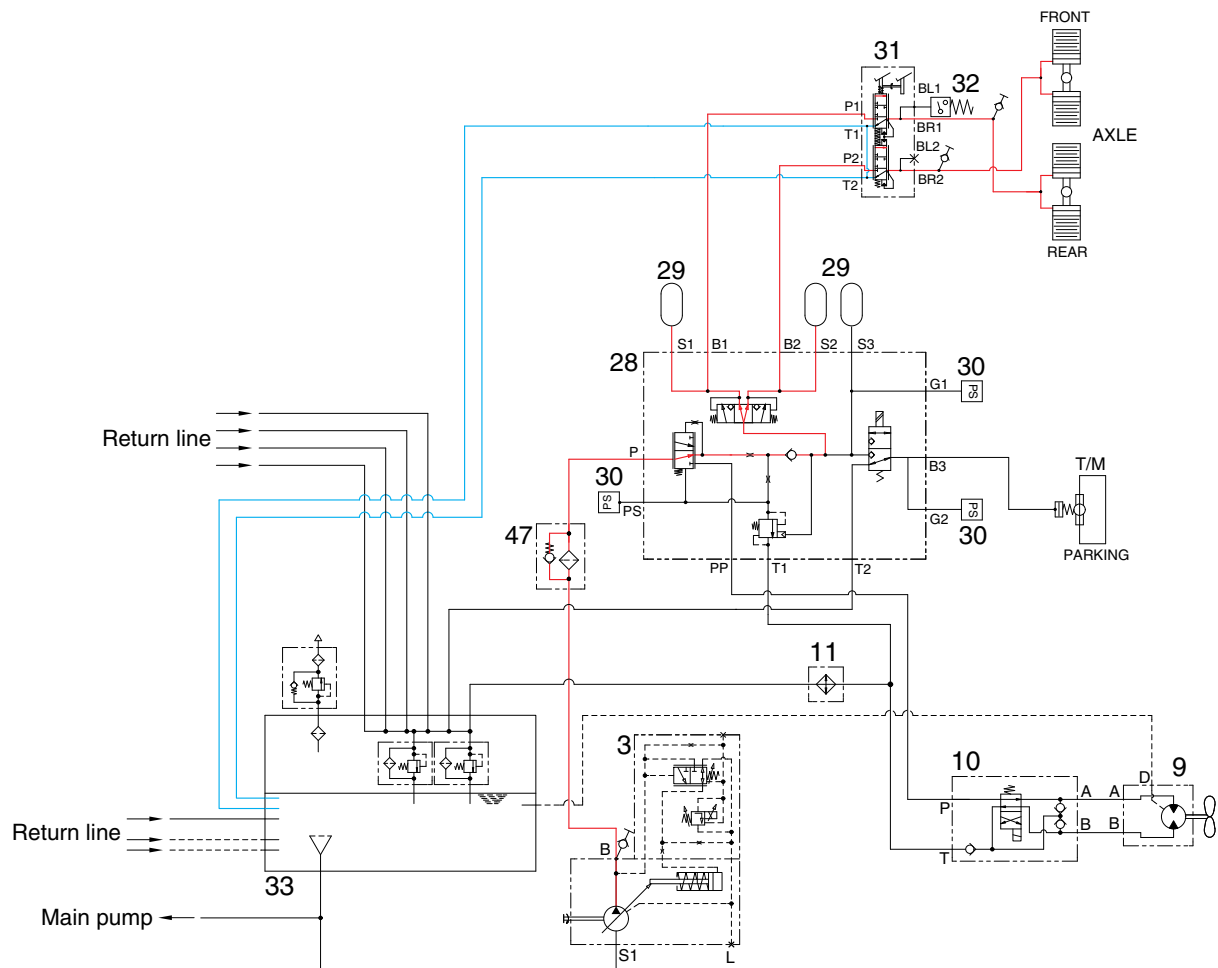 FRONT
31
BL1
32
P1
BR1
T1
AXLE
BL2
P2
T2
BR2
REAR
29
29
S1
B1
B2
S2
S3
28
30
G1
PS
Return line
P
B3
T/M
30
PS
PS
G2
PS
30
47
PARKING
PP
T1
T2
11
3
10
9
D
A
A
P
B
B
T
Return line
B
33
Main pump
S1
L